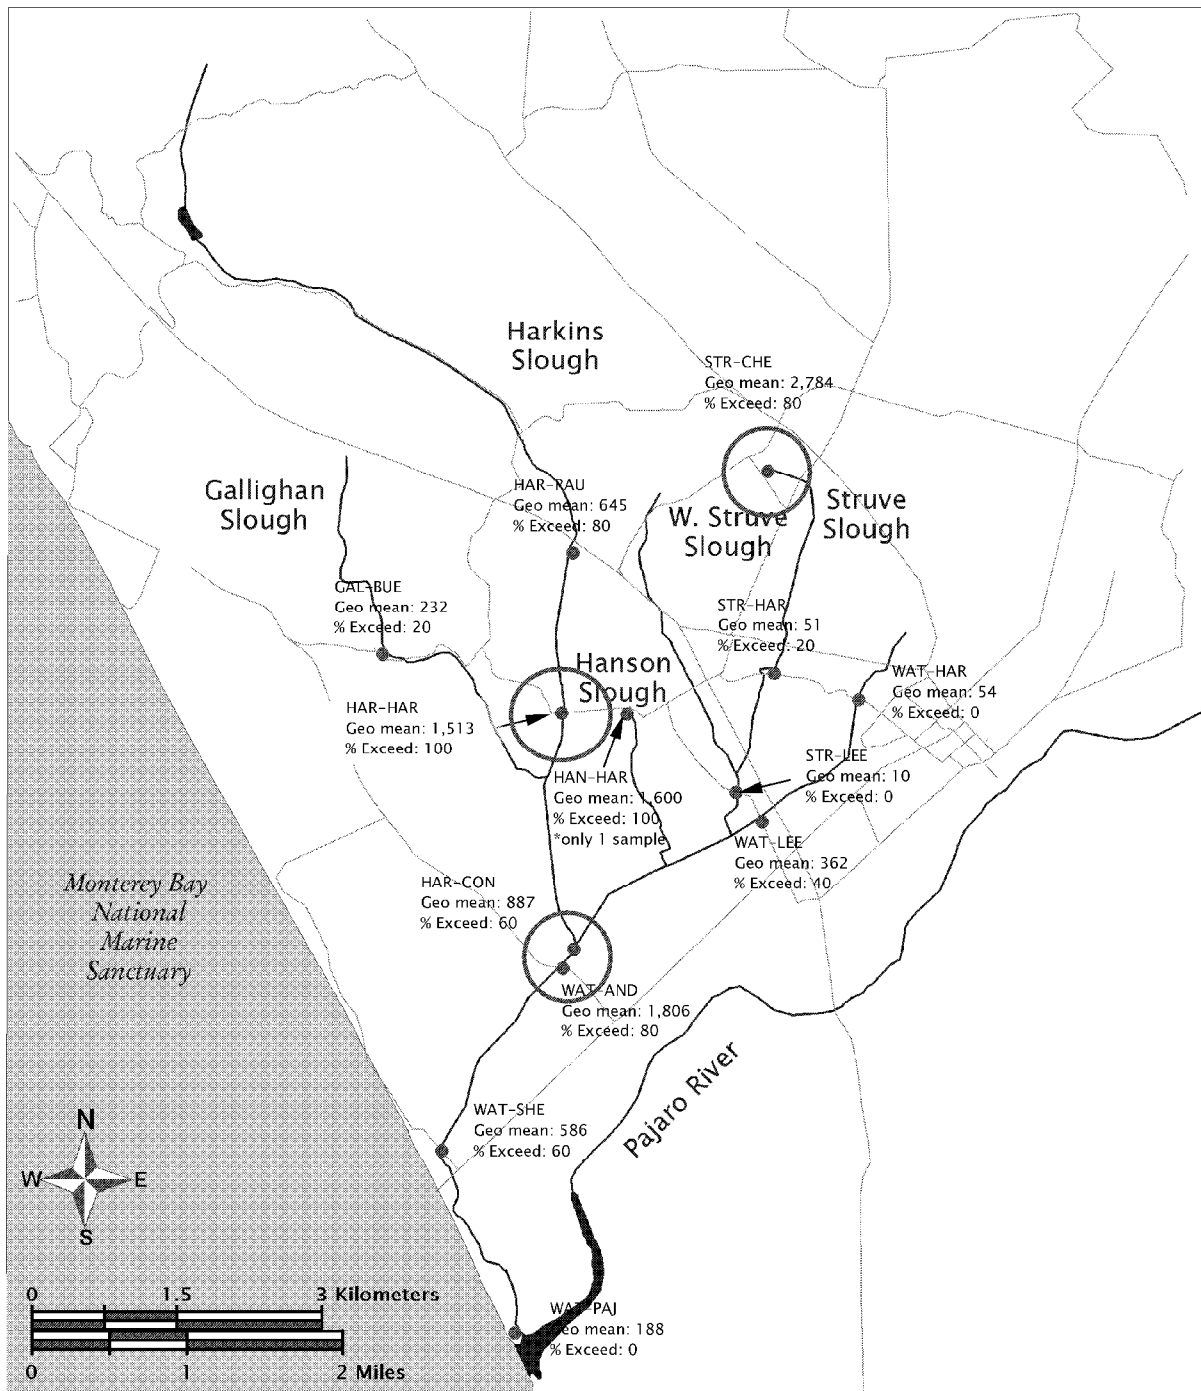 Harkins
Slough
STR-CHE
Geo mean: 2,784
% Exceed: 80
Gallighan
Slough
HAR-PAU
Geo mean: 645
% Exceed: 80
W. Struve
Slough
Struve
Slough
GAL-BUE
Geo mean: 232
% Exceed: 20
STR-HAR
Geo mean: 51
% Exceed: 20
Hanson
Slough
WAT-HAR
Geo mean: 54
% Exceed: 0
HAR-HAR
Geo mean: 1,513
% Exceed: 100
HAN-HAR
Geo mean: 1,600
% Exceed: 100
*only 1 sample
STR-LEE
Geo mean: 10
% Exceed: 0
WAT-LEE
Geo mean: 362
% Exceed: 40
Monterey Bay
National
Marine
Sanctuary
HAR-CON
Geo mean: 887
% Exceed: 60
WAT-AND
Geo mean: 1,806
% Exceed: 80
Pajaro River
WAT-SHE
Geo mean: 586
% Exceed: 60
N
W E
S
0 1.5 3 Kilometers
0 1 2 Miles
WAT-PAJ
Geo mean: 188
% Exceed: 0